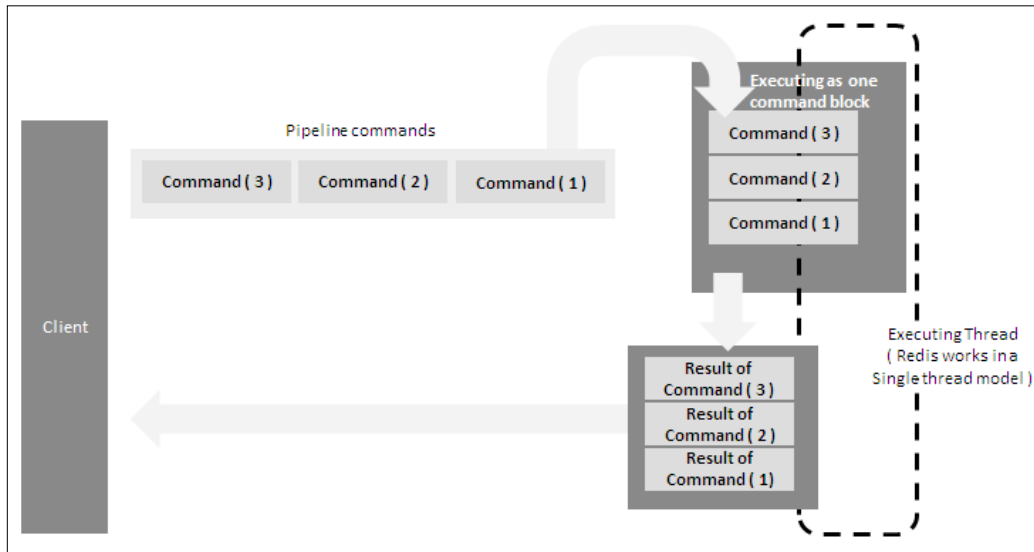 Pipeline commands
Command ( 3 )
Command ( 2 )
Command ( 1 )
Client
Executing as one
command block
Command ( 3 )
Command ( 2 )
Command ( 1 )
Result of
Command ( 3 )
Result of
Command ( 2 )
Result of
Command ( 1)
Executing Thread
( Redis works in a
Single thread model )